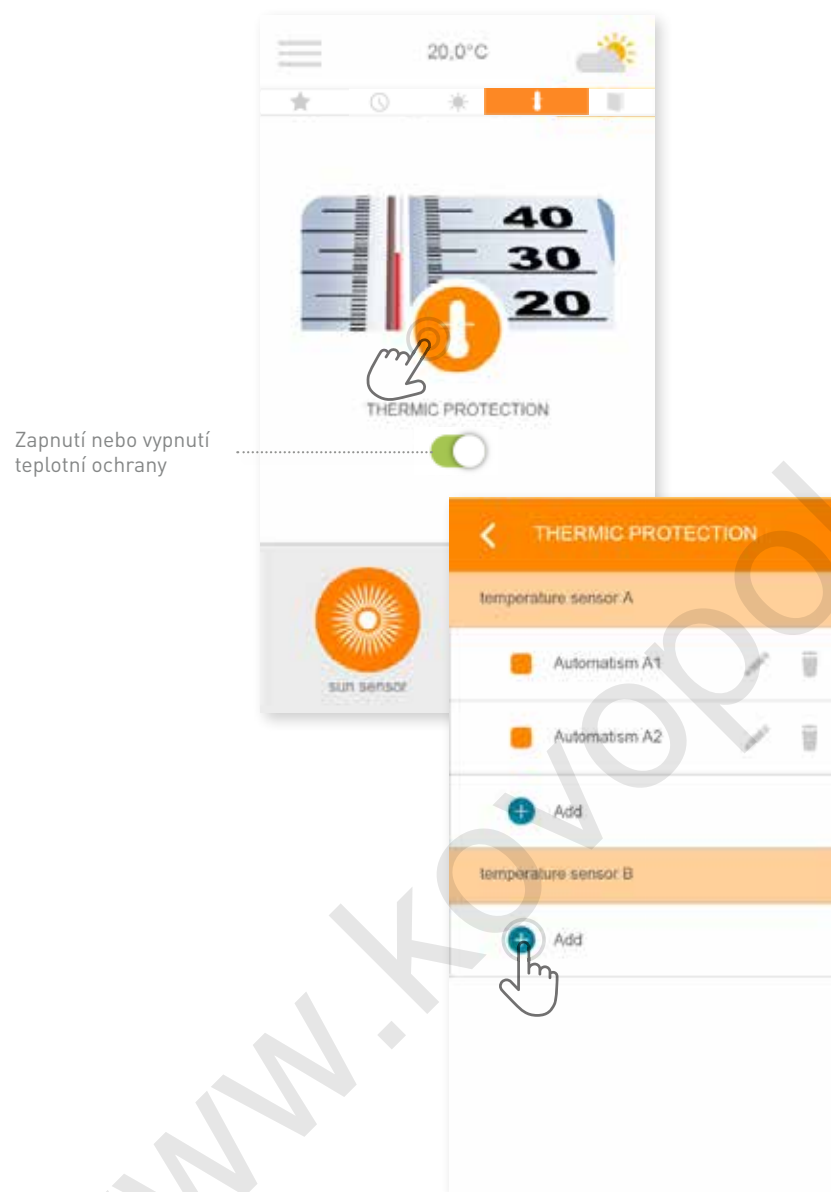 20,0°C
40
30
20
THERMIC PROTECTION
Zapnutí nebo vypnutí
teplotní ochrany
sun sensor
THERMIC PROTECTION
temperature sensor A
Automatism A1
Automatism A2
Add
temperature sensor B
Add
www.kovopol